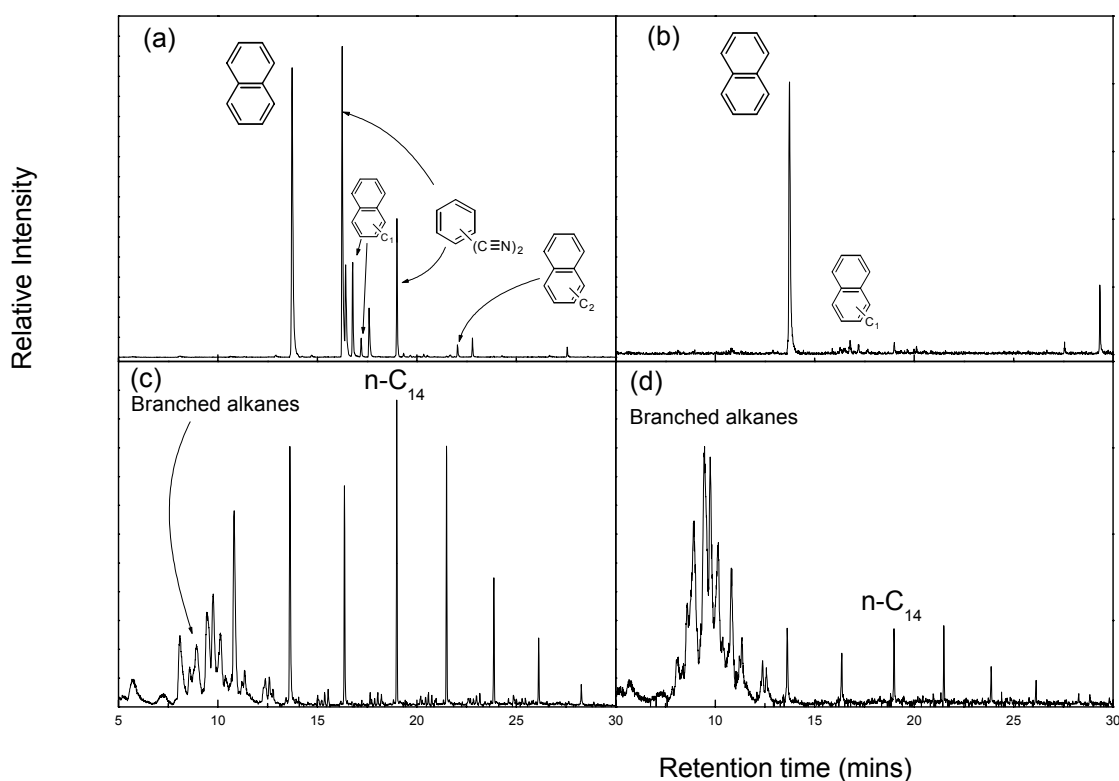 (a)
(b)
C1
(C≡N)2
C2
C1
(c)
n-C14
(d)
Branched alkanes
Branched alkanes
n-C14
5 10 15 20 25 30 10 15 20 25 30
Retention time (mins)
Relative Intensity